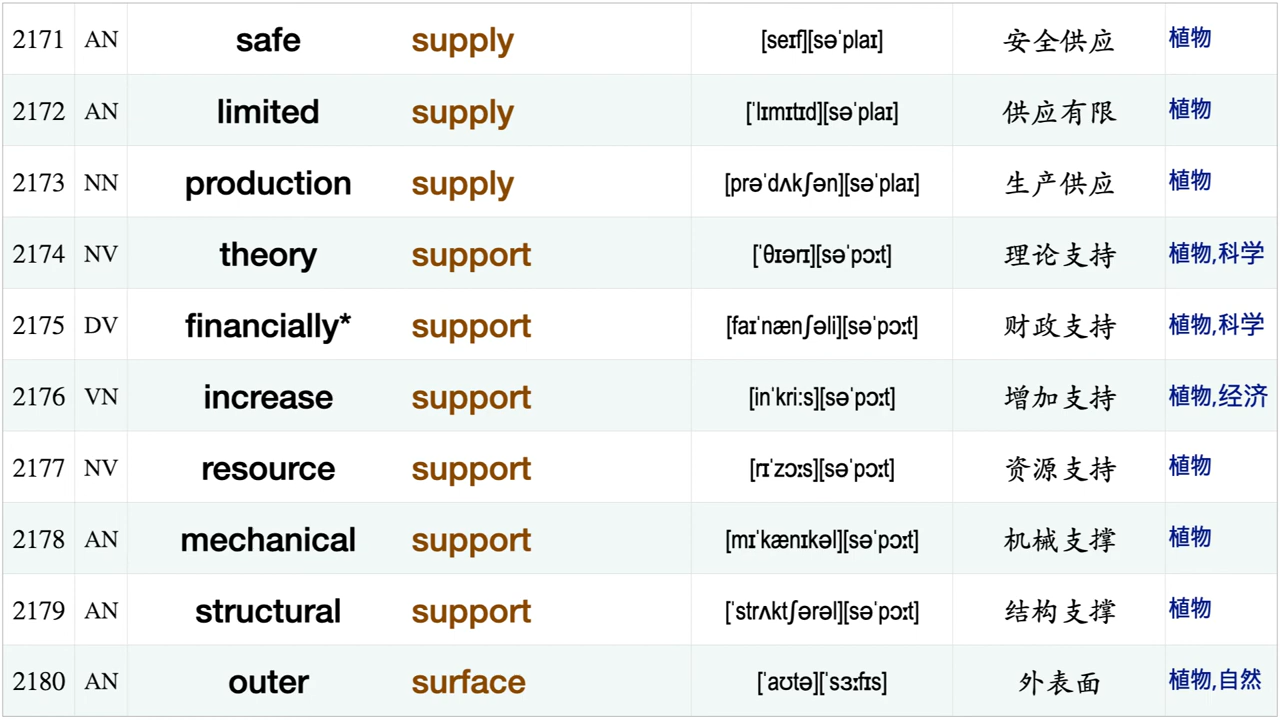 2171 AN safe supply [seɪf][səˈplaɪ] 安全供应 植物
2172 AN limited supply [ˈlɪmɪtɪd][səˈplaɪ] 供应有限 植物
2173 NN production supply [prəˈdʌkʃən][səˈplaɪ] 生产供应 植物
2174 NV theory support [ˈθɪərɪ][səˈpɔːt] 理论支持 植物,科学
2175 DV financially* support [faɪˈnænʃəli][səˈpɔːt] 财政支持 植物,科学
2176 VN increase support [inˈkriːs][səˈpɔːt] 增加支持 植物,经济
2177 NV resource support [rɪˈzɔːs][səˈpɔːt] 资源支持 植物
2178 AN mechanical support [mɪˈkænɪkəl][səˈpɔːt] 机械支撑 植物
2179 AN structural support [ˈstrʌktʃərəl][səˈpɔːt] 结构支撑 植物
2180 AN outer surface [ˈaʊtə][ˈsɜːfɪs] 外表面 植物,自然